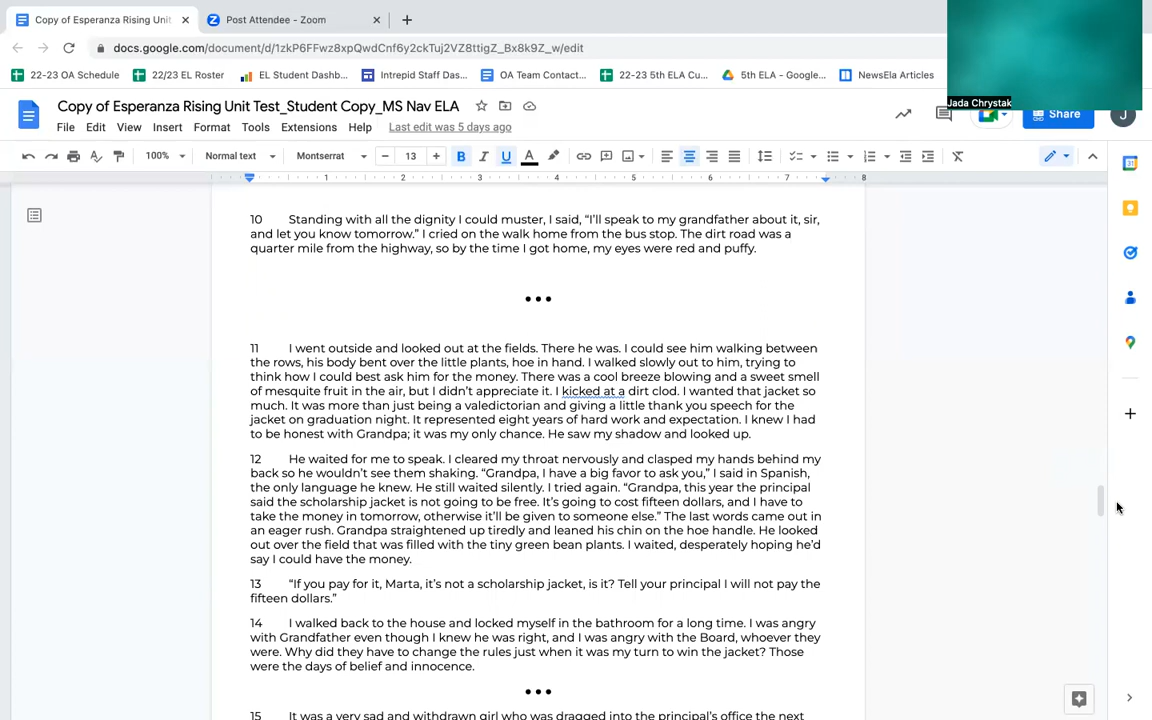 Copy of Esperanza Rising Unit
Post Attendee - Zoom
docs.google.com/document/d/1zkP6FFwz8xpQwdCnf6y2ckTuj2VZ8ttigZ_Bx8k9Z_w/edit
22-23 OA Schedule
22/23 EL Roster
EL Student Dashb...
Intrepid Staff Das...
OA Team Contact...
22-23 5th ELA Cu...
5th ELA - Google...
NewsEla Articles
Jada Chrystak
Copy of Esperanza Rising Unit Test_Student Copy_MS Nav ELA
Share
J
File Edit View Insert Format Tools Extensions Help Last edit was 5 days ago
100% Normal text Montserrat 13 B I U A
1 2 3 4 5 6 7 8
10 Standing with all the dignity I could muster, I said, “I’ll speak to my grandfather about it, sir,
and let you know tomorrow.” I cried on the walk home from the bus stop. The dirt road was a
quarter mile from the highway, so by the time I got home, my eyes were red and puffy.
•••
11 I went outside and looked out at the fields. There he was. I could see him walking between
the rows, his body bent over the little plants, hoe in hand. I walked slowly out to him, trying to
think how I could best ask him for the money. There was a cool breeze blowing and a sweet smell
of mesquite fruit in the air, but I didn’t appreciate it. I kicked at a dirt clod. I wanted that jacket so
much. It was more than just being a valedictorian and giving a little thank you speech for the
jacket on graduation night. It represented eight years of hard work and expectation. I knew I had
to be honest with Grandpa; it was my only chance. He saw my shadow and looked up.
12 He waited for me to speak. I cleared my throat nervously and clasped my hands behind my
back so he wouldn’t see them shaking. “Grandpa, I have a big favor to ask you,” I said in Spanish,
the only language he knew. He still waited silently. I tried again. “Grandpa, this year the principal
said the scholarship jacket is not going to be free. It’s going to cost fifteen dollars, and I have to
take the money in tomorrow, otherwise it’ll be given to someone else.” The last words came out in
an eager rush. Grandpa straightened up tiredly and leaned his chin on the hoe handle. He looked
out over the field that was filled with the tiny green bean plants. I waited, desperately hoping he’d
say I could have the money.
13 “If you pay for it, Marta, it’s not a scholarship jacket, is it? Tell your principal I will not pay the
fifteen dollars.”
14 I walked back to the house and locked myself in the bathroom for a long time. I was angry
with Grandfather even though I knew he was right, and I was angry with the Board, whoever they
were. Why did they have to change the rules just when it was my turn to win the jacket? Those
were the days of belief and innocence.
•••
15 It was a very sad and withdrawn girl who was dragged into the principal’s office the next